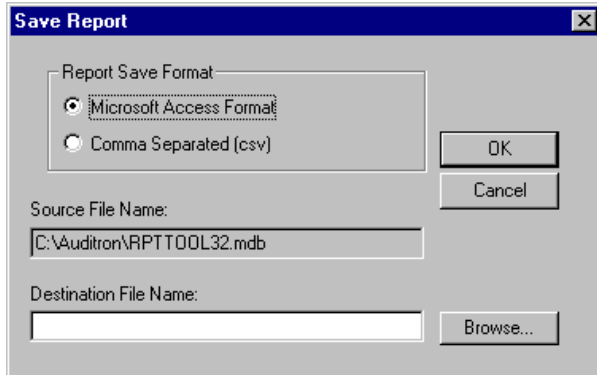 Save Report
Report Save Format
Microsoft Access Format
Comma Separated (csv)
OK
Cancel
Source File Name:
C:\Auditron\RPTTOOL32.mdb
Destination File Name:
Browse...